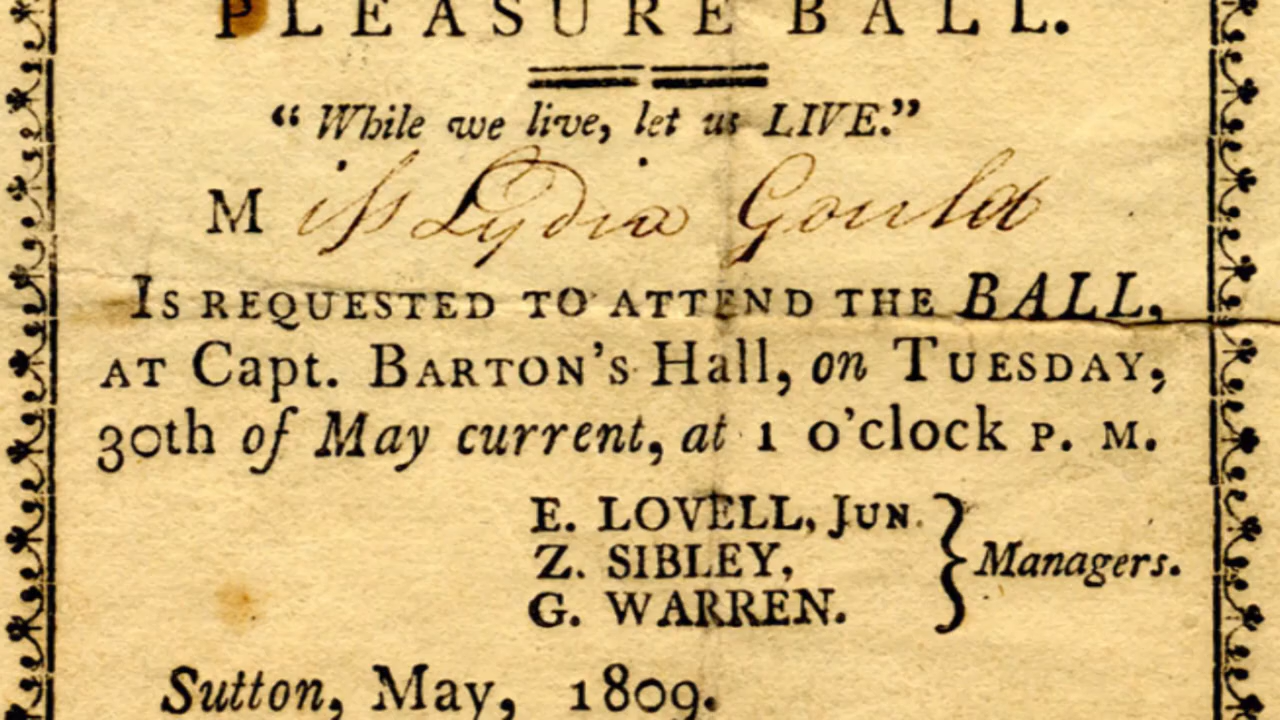 PLEASURE BALL.
“While we live, let us LIVE.”
Miss Lydia Gould
IS REQUESTED TO ATTEND THE BALL,
AT Capt. BARTON’S Hall, on TUESDAY,
30th of May current, at 1 o’clock P. M.
E. LOVELL, JUN.
Z. SIBLEY,
G. WARREN.
} Managers.
Sutton, May, 1809.